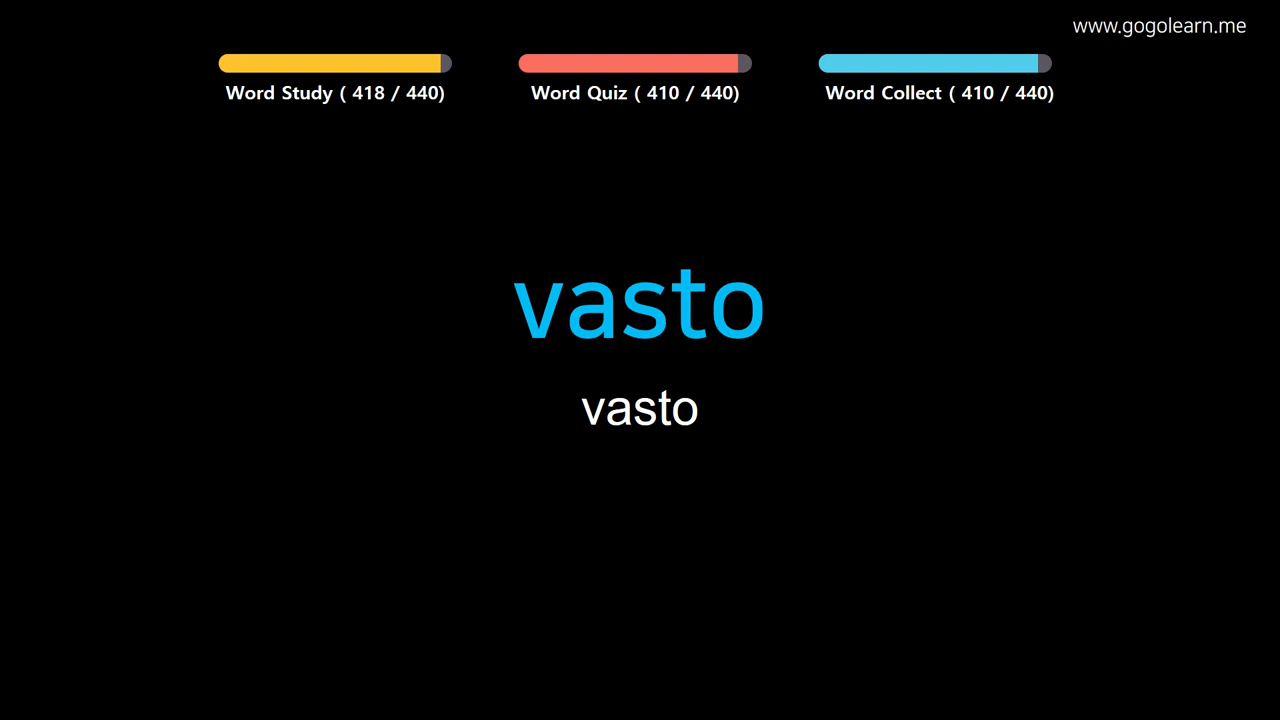 www.gogolearn.me
Word Study ( 418 / 440)
Word Quiz ( 410 / 440)
Word Collect ( 410 / 440)
vasto
vasto